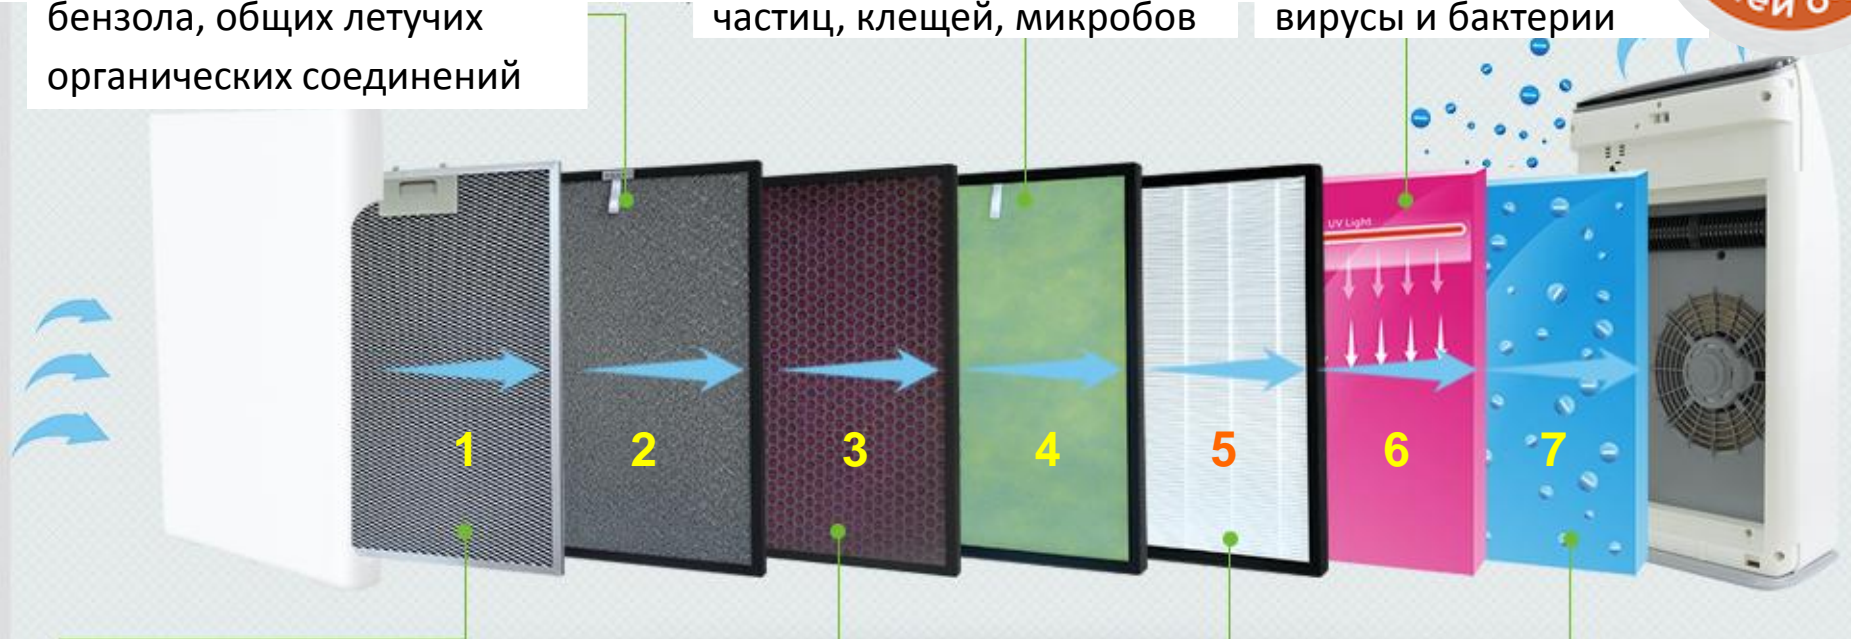 бензола, общих летучих
органических соединений
частиц, клещей, микробов
вирусы и бактерии
UV Light
1
2
3
4
5
6
7